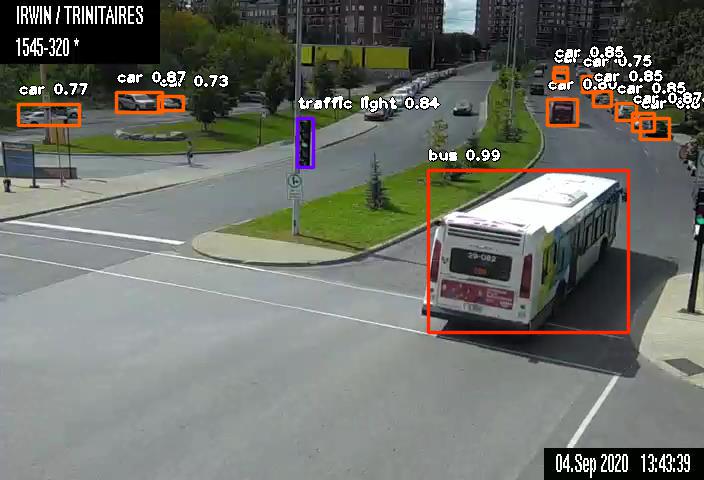 IRWIN / TRINITAIRES
1545-320 *
car 0.85
car 0.75
car 0.77
car 0.87
car 0.73
car 0.85
car 0.85
traffic light 0.84
bus 0.99
29-082
04.Sep 2020 13:43:39